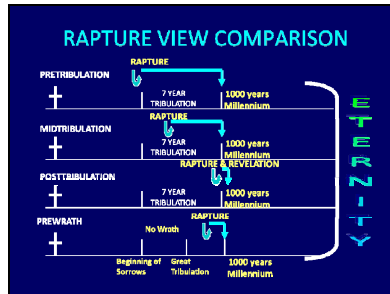 RAPTURE VIEW COMPARISON
RAPTURE
PRETRIBULATION
7 YEAR
TRIBULATION
1000 years
Millennium
RAPTURE
MIDTRIBULATION
7 YEAR
TRIBULATION
1000 years
Millennium
RAPTURE & REVELATION
POSTTRIBULATION
7 YEAR
TRIBULATION
1000 years
Millennium
RAPTURE
PREWRATH
No Wrath
Beginning of
Sorrows
Great
Tribulation
1000 years
Millennium
ETERNITY